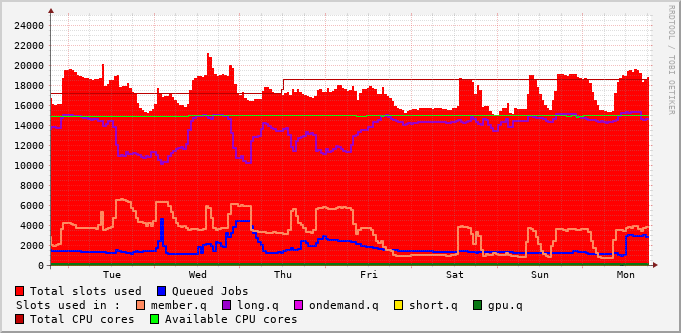 RRDTOOL / TOBI OETIKER
24000
22000
20000
18000
16000
14000
12000
10000
8000
6000
4000
2000
0
Tue Wed Thu Fri Sat Sun Mon
Total slots used Queued Jobs
Slots used in : member.q long.q ondemand.q short.q gpu.q
Total CPU cores Available CPU cores